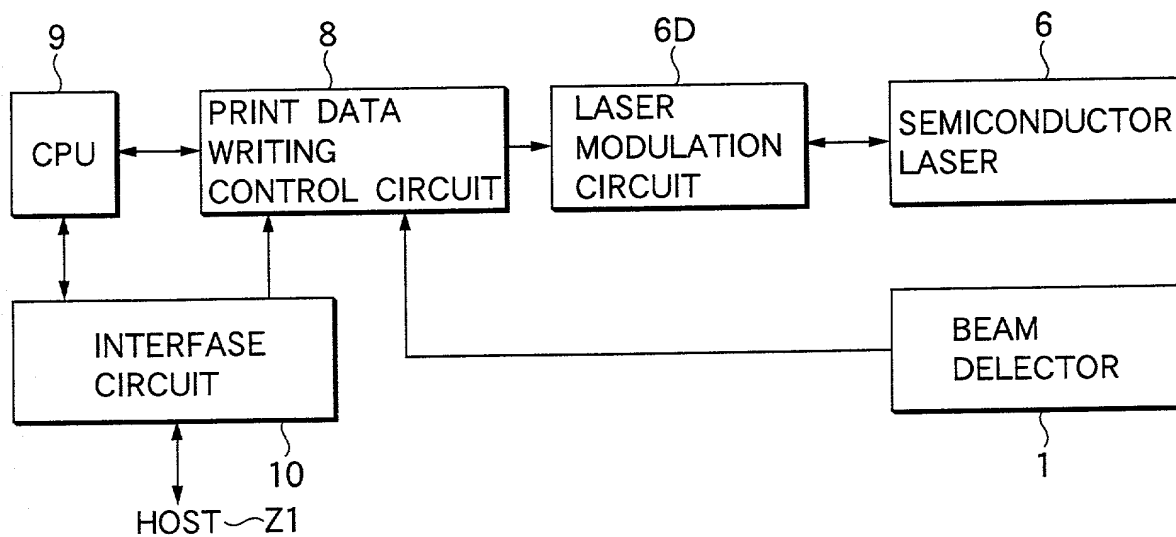 9
8
6D
6
CPU
PRINT DATA
WRITING
CONTROL CIRCUIT
LASER
MODULATION
CIRCUIT
SEMICONDUCTOR
LASER
INTERFASE
CIRCUIT
BEAM
DELECTOR
10
1
HOST Z1